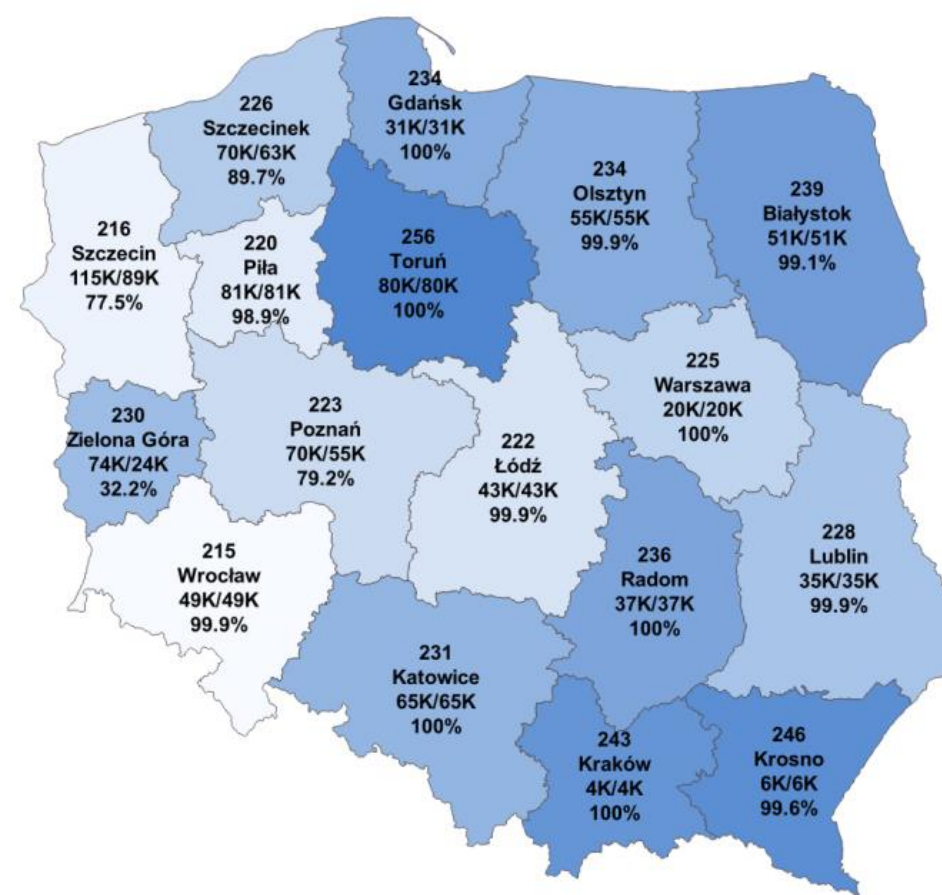 234
Gdańsk
31K/31K
100%
226
Szczecinek
70K/63K
89.7%
234
Olsztyn
55K/55K
99.9%
239
Białystok
51K/51K
99.1%
216
Szczecin
115K/89K
77.5%
220
Piła
81K/81K
98.9%
256
Toruń
80K/80K
100%
225
Warszawa
20K/20K
100%
230
Zielona Góra
74K/24K
32.2%
223
Poznań
70K/55K
79.2%
222
Łódź
43K/43K
99.9%
228
Lublin
35K/35K
99.9%
215
Wrocław
49K/49K
99.9%
236
Radom
37K/37K
100%
231
Katowice
65K/65K
100%
243
Kraków
4K/4K
100%
246
Krosno
6K/6K
99.6%